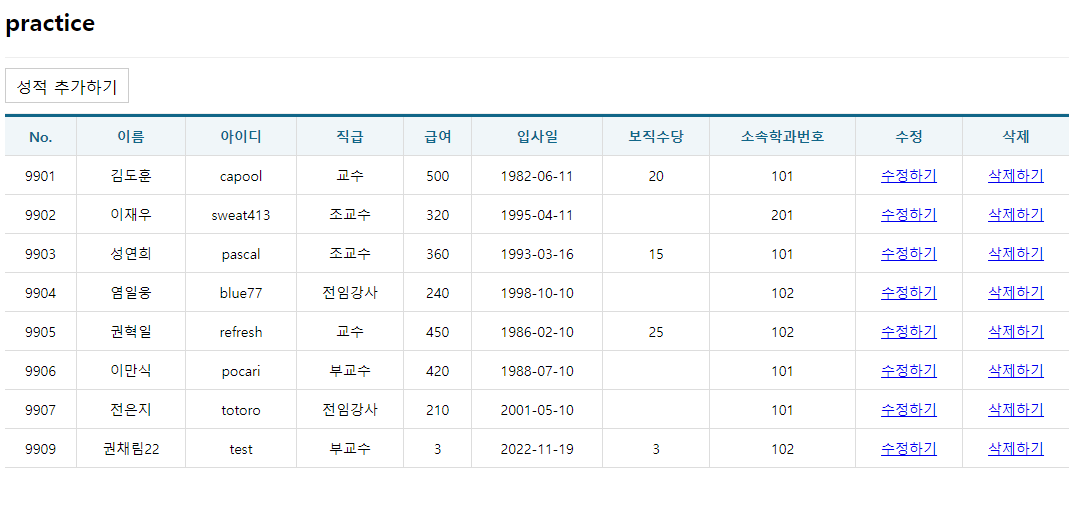 practice
성적 추가하기
No. 이름 아이디 직급 급여 입사일 보직수당 소속학과번호 수정 삭제
9901 김도훈 capool 교수 500 1982-06-11 20 101 수정하기 삭제하기
9902 이재우 sweat413 조교수 320 1995-04-11 201 수정하기 삭제하기
9903 성연희 pascal 조교수 360 1993-03-16 15 101 수정하기 삭제하기
9904 염일웅 blue77 전임강사 240 1998-10-10 102 수정하기 삭제하기
9905 권혁일 refresh 교수 450 1986-02-10 25 102 수정하기 삭제하기
9906 이만식 pocari 부교수 420 1988-07-10 101 수정하기 삭제하기
9907 전은지 totoro 전임강사 210 2001-05-10 101 수정하기 삭제하기
9909 권채림22 test 부교수 3 2022-11-19 3 102 수정하기 삭제하기